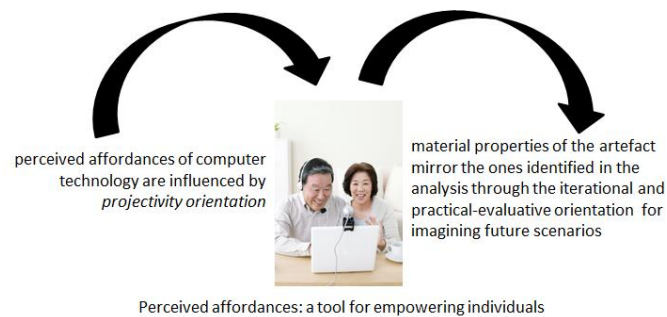 perceived affordances of computer
technology are influenced by
projectivity orientation
material properties of the artefact
mirror the ones identified in the
analysis through the iterational and
practical-evaluative orientation for
imagining future scenarios
Perceived affordances: a tool for empowering individuals